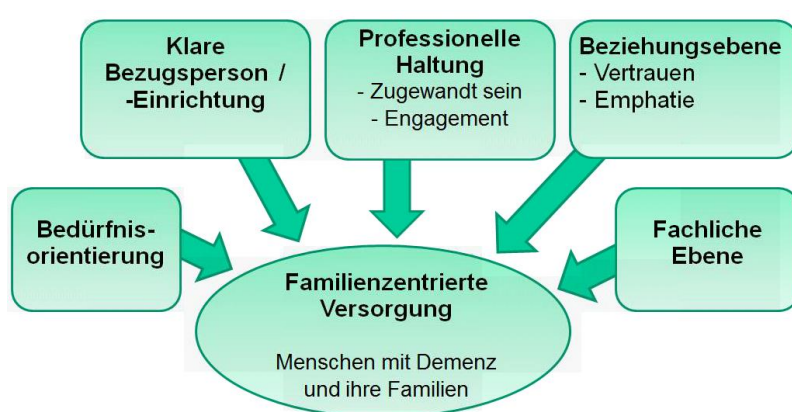 Klare
Bezugsperson /
-Einrichtung
Professionelle
Haltung
- Zugewandt sein
- Engagement
Beziehungsebene
- Vertrauen
- Emphatie
Bedürfnis-
orientierung
Fachliche
Ebene
Familienzentrierte
Versorgung
Menschen mit Demenz
und ihre Familien